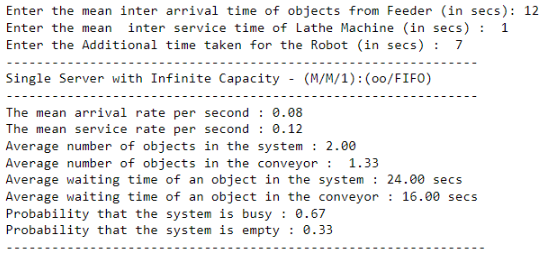 Enter the mean inter arrival time of objects from Feeder (in secs): 12
Enter the mean  inter service time of Lathe Machine (in secs) :  1
Enter the Additional time taken for the Robot (in secs) :  7
---------------------------------------------------------------
Single Server with Infinite Capacity - (M/M/1):(oo/FIFO)
---------------------------------------------------------------
The mean arrival rate per second : 0.08
The mean service rate per second : 0.12
Average number of objects in the system : 2.00
Average number of objects in the conveyor :  1.33
Average waiting time of an object in the system : 24.00 secs
Average waiting time of an object in the conveyor : 16.00 secs
Probability that the system is busy : 0.67
Probability that the system is empty : 0.33
----------------------------------------------------------------